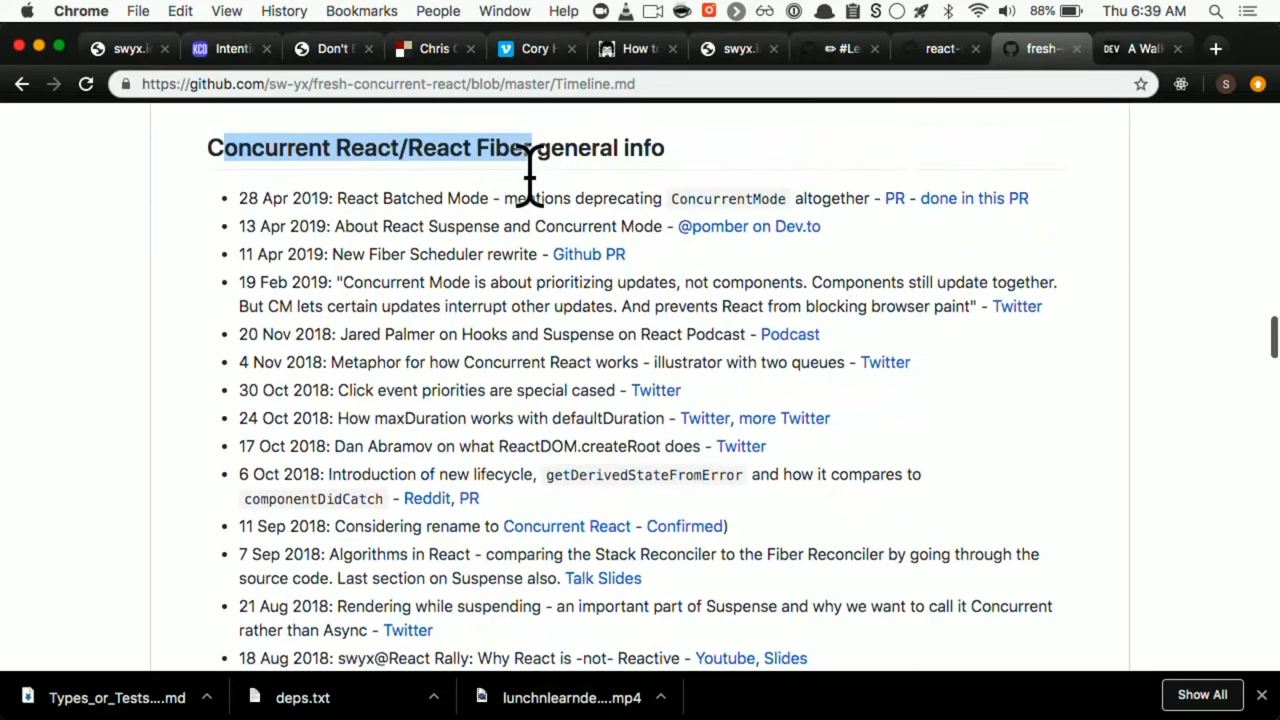 Chrome File Edit View History Bookmarks People Window Help 88% Thu 6:39 AM
swyx.i Intenti Don't E Chris C Cory H How to swyx.i #Le react- fresh- DEV A Walk
https://github.com/sw-yx/fresh-concurrent-react/blob/master/Timeline.md S
Concurrent React/React Fiber general info
28 Apr 2019: React Batched Mode - mentions deprecating ConcurrentMode altogether - PR - done in this PR
13 Apr 2019: About React Suspense and Concurrent Mode - @pomber on Dev.to
11 Apr 2019: New Fiber Scheduler rewrite - Github PR
19 Feb 2019: "Concurrent Mode is about prioritizing updates, not components. Components still update together.
But CM lets certain updates interrupt other updates. And prevents React from blocking browser paint" - Twitter
20 Nov 2018: Jared Palmer on Hooks and Suspense on React Podcast - Podcast
4 Nov 2018: Metaphor for how Concurrent React works - illustrator with two queues - Twitter
30 Oct 2018: Click event priorities are special cased - Twitter
24 Oct 2018: How maxDuration works with defaultDuration - Twitter, more Twitter
17 Oct 2018: Dan Abramov on what ReactDOM.createRoot does - Twitter
6 Oct 2018: Introduction of new lifecycle, getDerivedStateFromError and how it compares to
componentDidCatch - Reddit, PR
11 Sep 2018: Considering rename to Concurrent React - Confirmed)
7 Sep 2018: Algorithms in React - comparing the Stack Reconciler to the Fiber Reconciler by going through the
source code. Last section on Suspense also. Talk Slides
21 Aug 2018: Rendering while suspending - an important part of Suspense and why we want to call it Concurrent
rather than Async - Twitter
18 Aug 2018: swyx@React Rally: Why React is -not- Reactive - Youtube, Slides
Types_or_Tests....md deps.txt lunchnlearnde....mp4 Show All